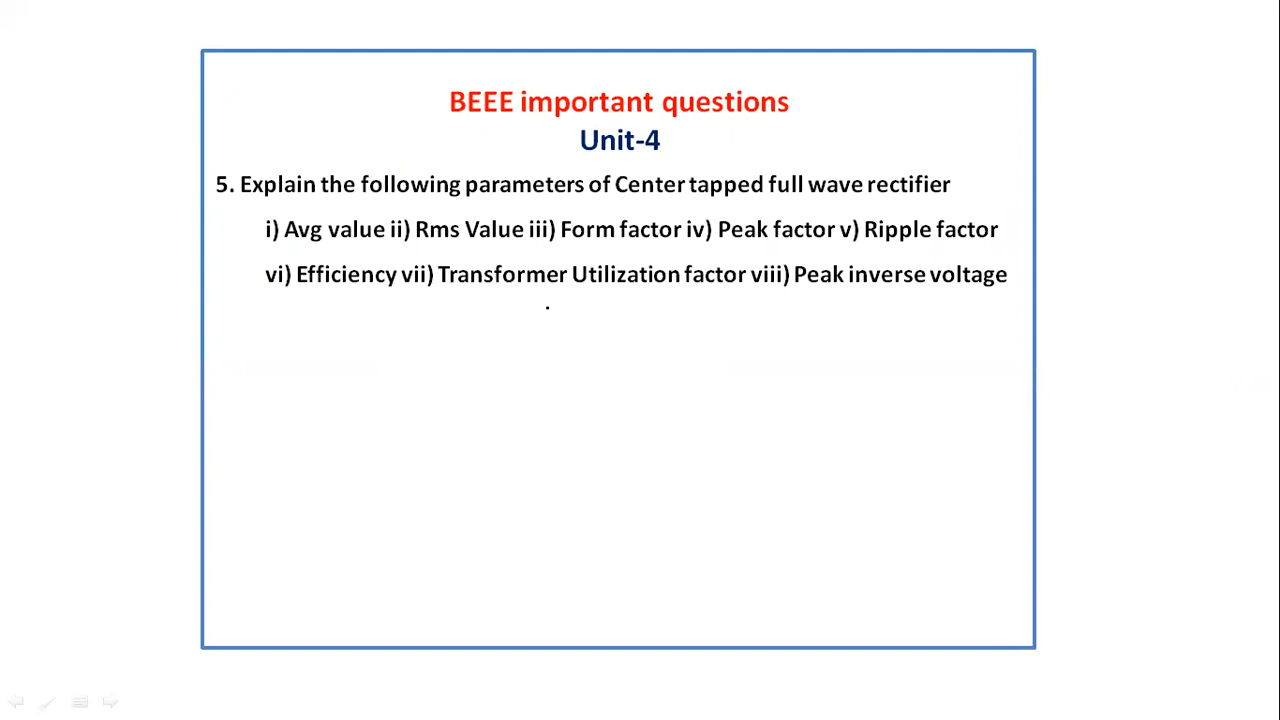 BEEE important questions
Unit-4
5. Explain the following parameters of Center tapped full wave rectifier
i) Avg value ii) Rms Value iii) Form factor iv) Peak factor v) Ripple factor
vi) Efficiency vii) Transformer Utilization factor viii) Peak inverse voltage